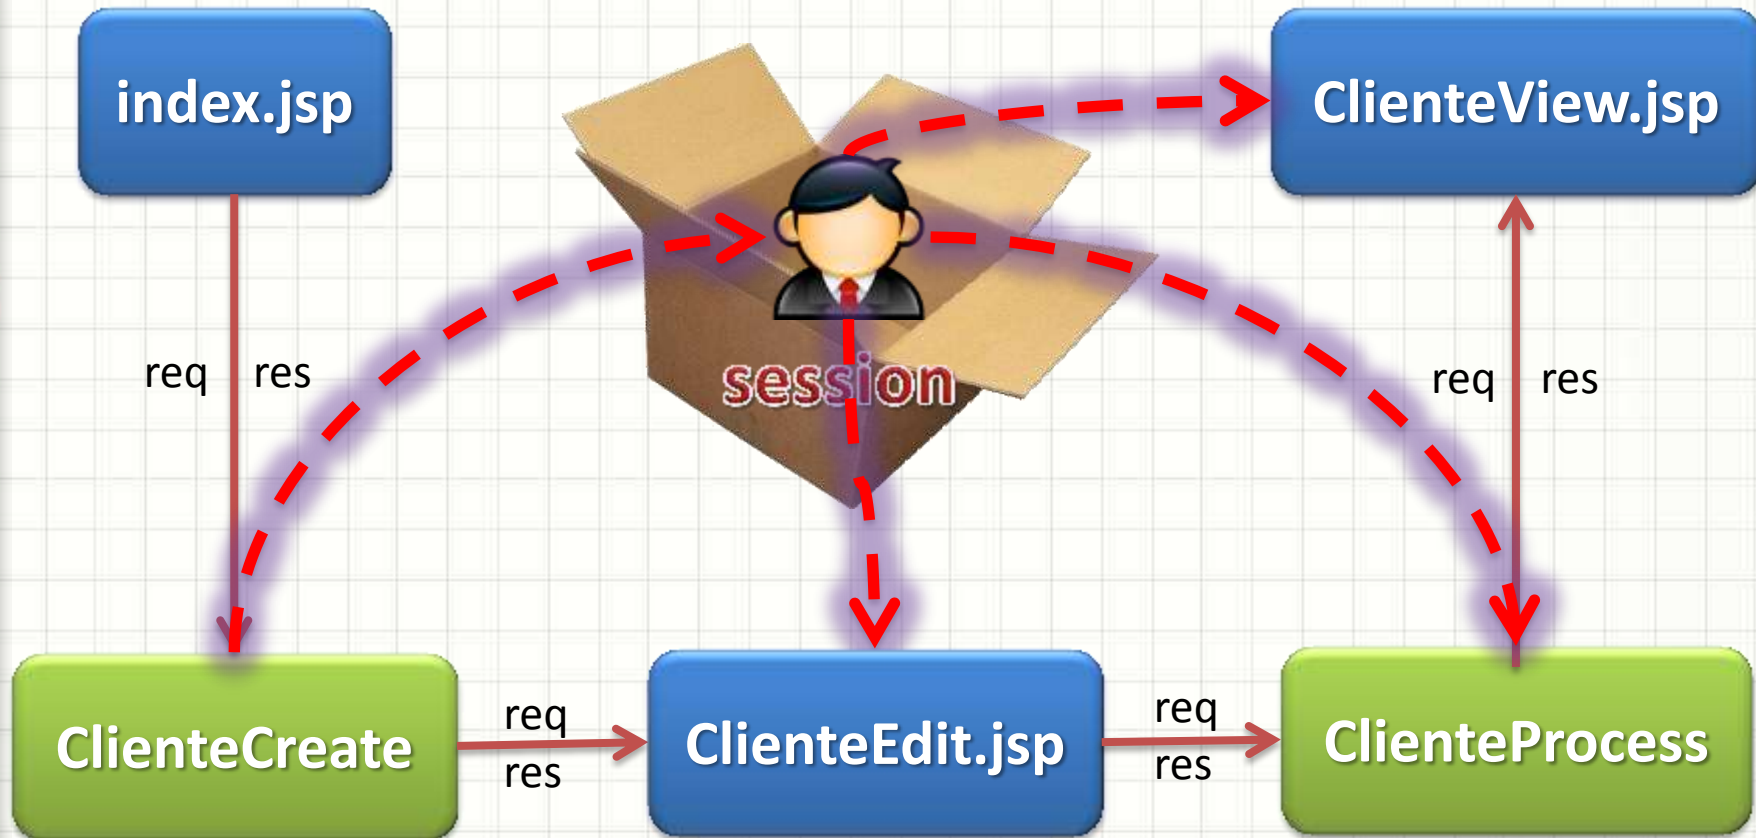 index.jsp
ClienteView.jsp
req res
session
req res
ClienteCreate
req
res
ClienteEdit.jsp
req
res
ClienteProcess